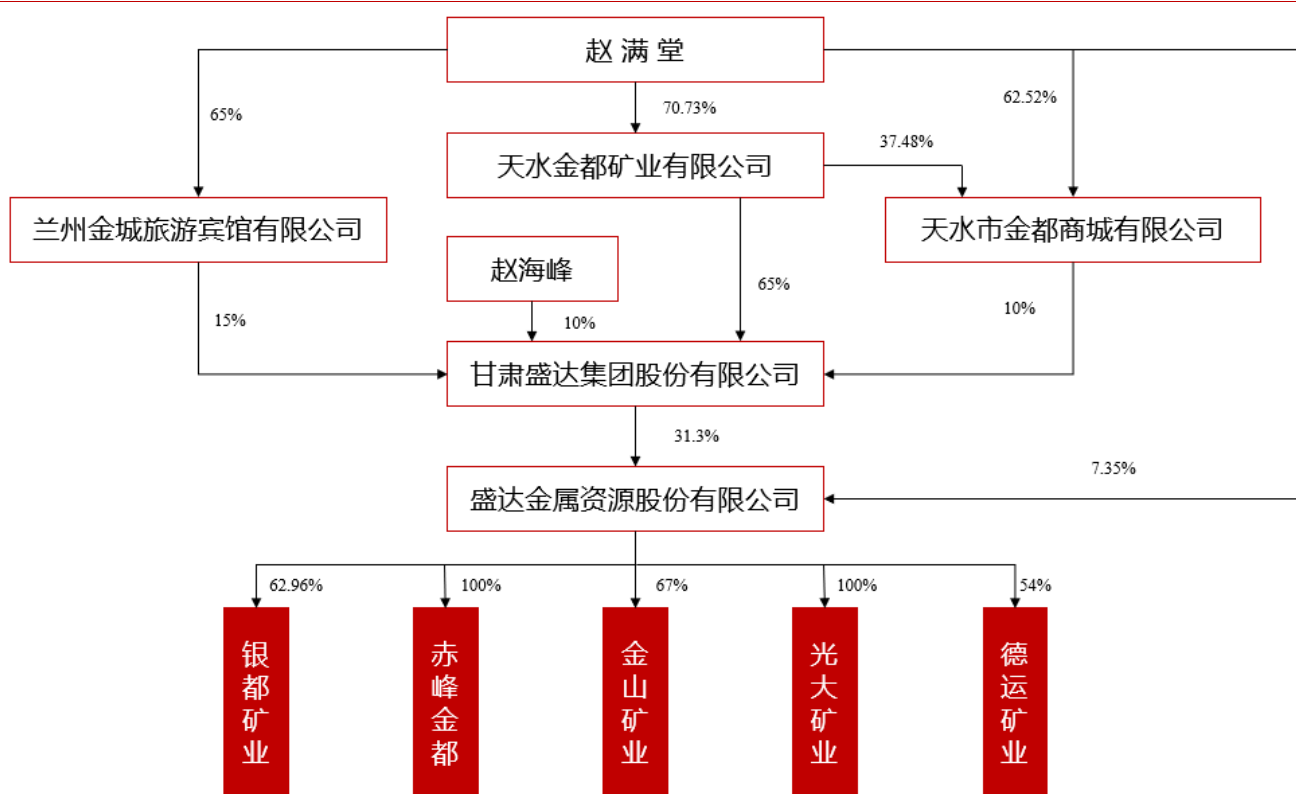 赵满堂
65%
70.73%
62.52%
天水金都矿业有限公司
37.48%
兰州金城旅游宾馆有限公司
天水市金都商城有限公司
赵海峰
65%
15%
10%
10%
甘肃盛达集团股份有限公司
31.3%
7.35%
盛达金属资源股份有限公司
62.96%
100%
67%
100%
54%
银都矿业
赤峰金都
金山矿业
光大矿业
德运矿业